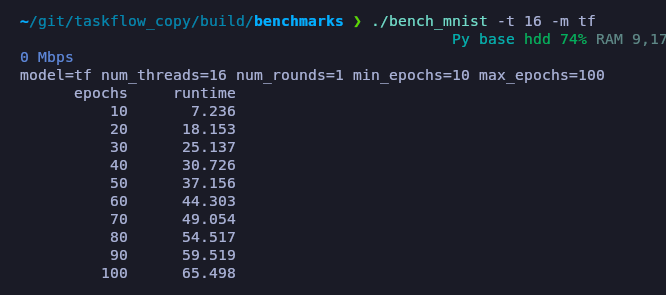 ~/git/taskflow_copy/build/benchmarks ❯ ./bench_mnist -t 16 -m tf
Py base hdd 74% RAM 9,17
0 Mbps
model=tf num_threads=16 num_rounds=1 min_epochs=10 max_epochs=100
epochs runtime
10 7.236
20 18.153
30 25.137
40 30.726
50 37.156
60 44.303
70 49.054
80 54.517
90 59.519
100 65.498